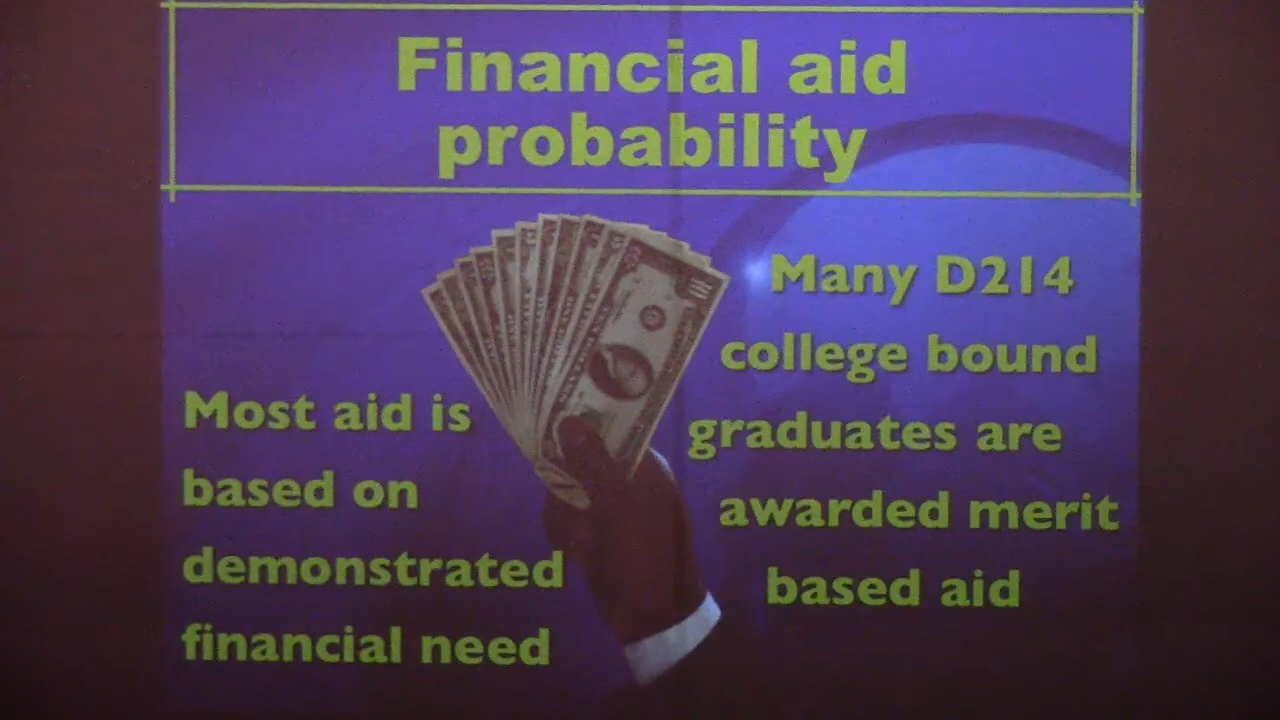 Financial aid
probability
Most aid is
based on
demonstrated
financial need
Many D214
college bound
graduates are
awarded merit
based aid